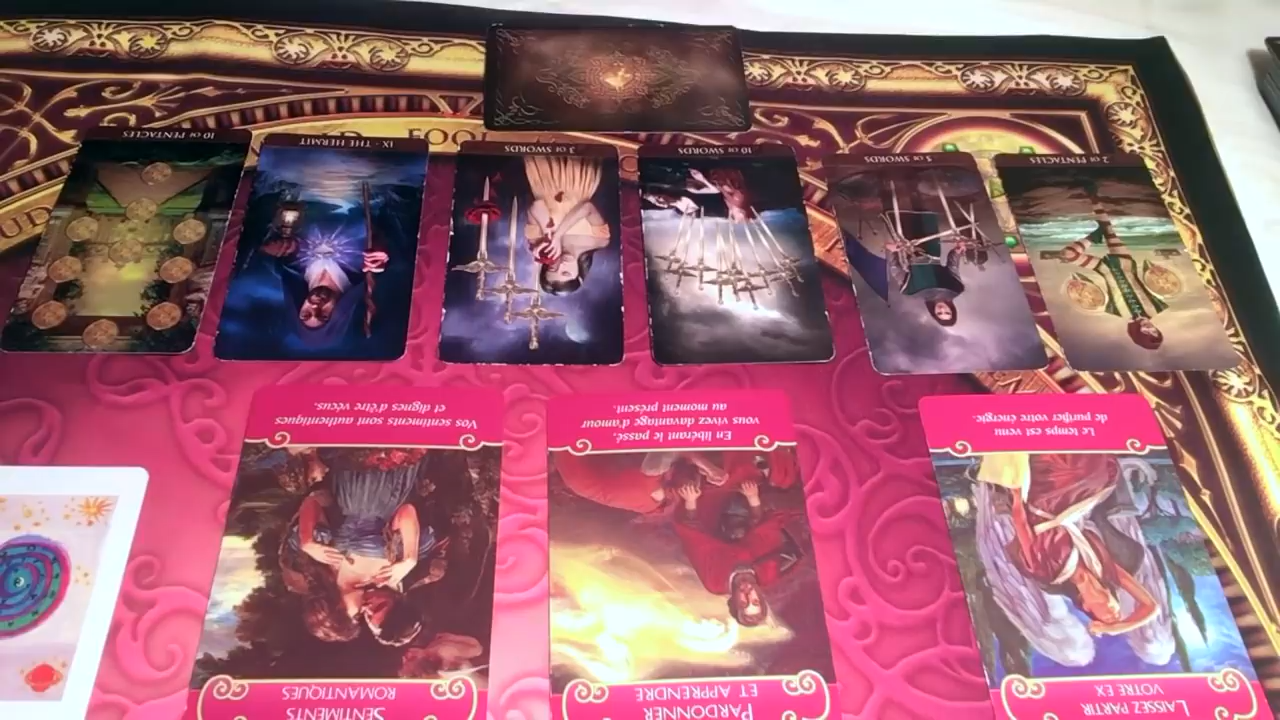 FOOL
UD
10 OF PENTACLES
IX - THE HERMIT
3 OF SWORDS
10 OF SWORDS
5 OF SWORDS
2 OF PENTACLES
Vos sentiments sont authentiques
et dignes d'être vécus.
SENTIMENTS
ROMANTIQUES
En libérant le passé,
vous vivez davantage d'amour
au moment présent.
PARDONNER
ET APPRENDRE
Le temps est venu
de purifier votre énergie.
LAISSEZ PARTIR
VOTRE EX